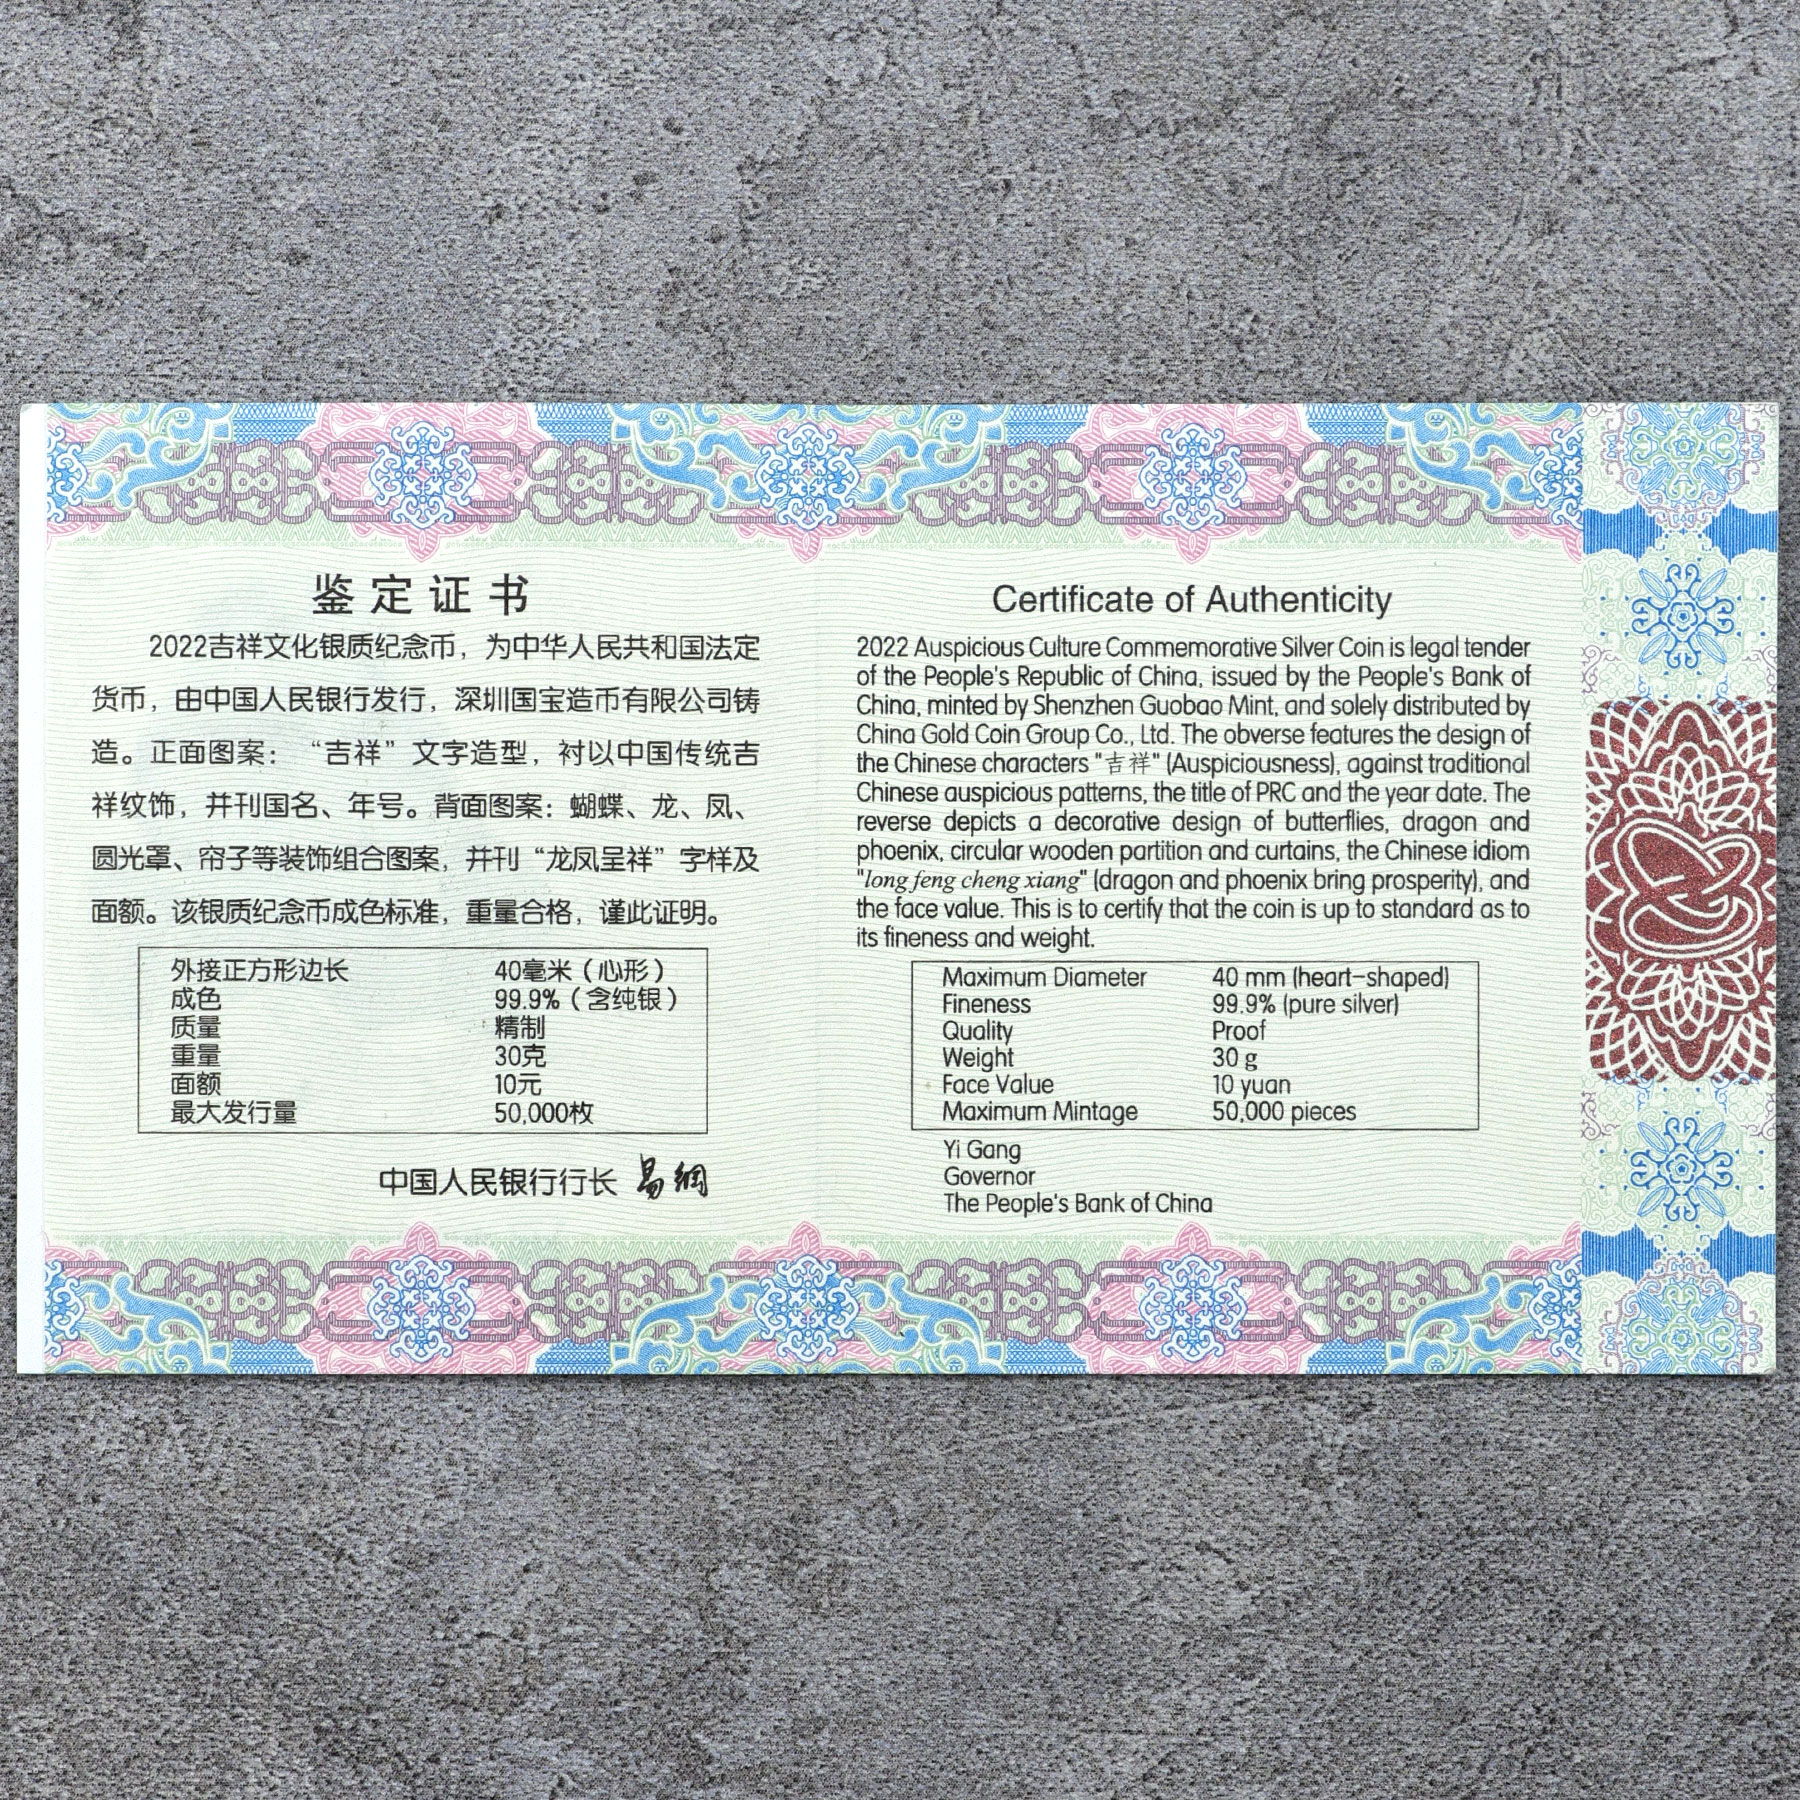 鉴定证书
2022吉祥文化银质纪念币，为中华人民共和国法定
货币，由中国人民银行发行，深圳国宝造币有限公司铸
造。正面图案：“吉祥”文字造型，衬以中国传统吉
祥纹饰，并刊国名、年号。背面图案：蝴蝶、龙、凤、
圆光罩、帘子等装饰组合图案，并刊“龙凤呈祥”字样及
面额。该银质纪念币成色标准，重量合格，谨此证明。
外接正方形边长 40毫米（心形）
成色 99.9%（含纯银）
质量 精制
重量 30克
面额 10元
最大发行量 50,000枚
中国人民银行行长 易纲
Certificate of Authenticity
2022 Auspicious Culture Commemorative Silver Coin is legal tender
of the People's Republic of China, issued by the People's Bank of
China, minted by Shenzhen Guobao Mint, and solely distributed by
China Gold Coin Group Co., Ltd. The obverse features the design of
the Chinese characters "吉祥" (Auspiciousness), against traditional
Chinese auspicious patterns, the title of PRC and the year date. The
reverse depicts a decorative design of butterflies, dragon and
phoenix, circular wooden partition and curtains, the Chinese idiom
"long feng cheng xiang" (dragon and phoenix bring prosperity), and
the face value. This is to certify that the coin is up to standard as to
its fineness and weight.
Maximum Diameter 40 mm (heart-shaped)
Fineness 99.9% (pure silver)
Quality Proof
Weight 30 g
Face Value 10 yuan
Maximum Mintage 50,000 pieces
Yi Gang
Governor
The People's Bank of China